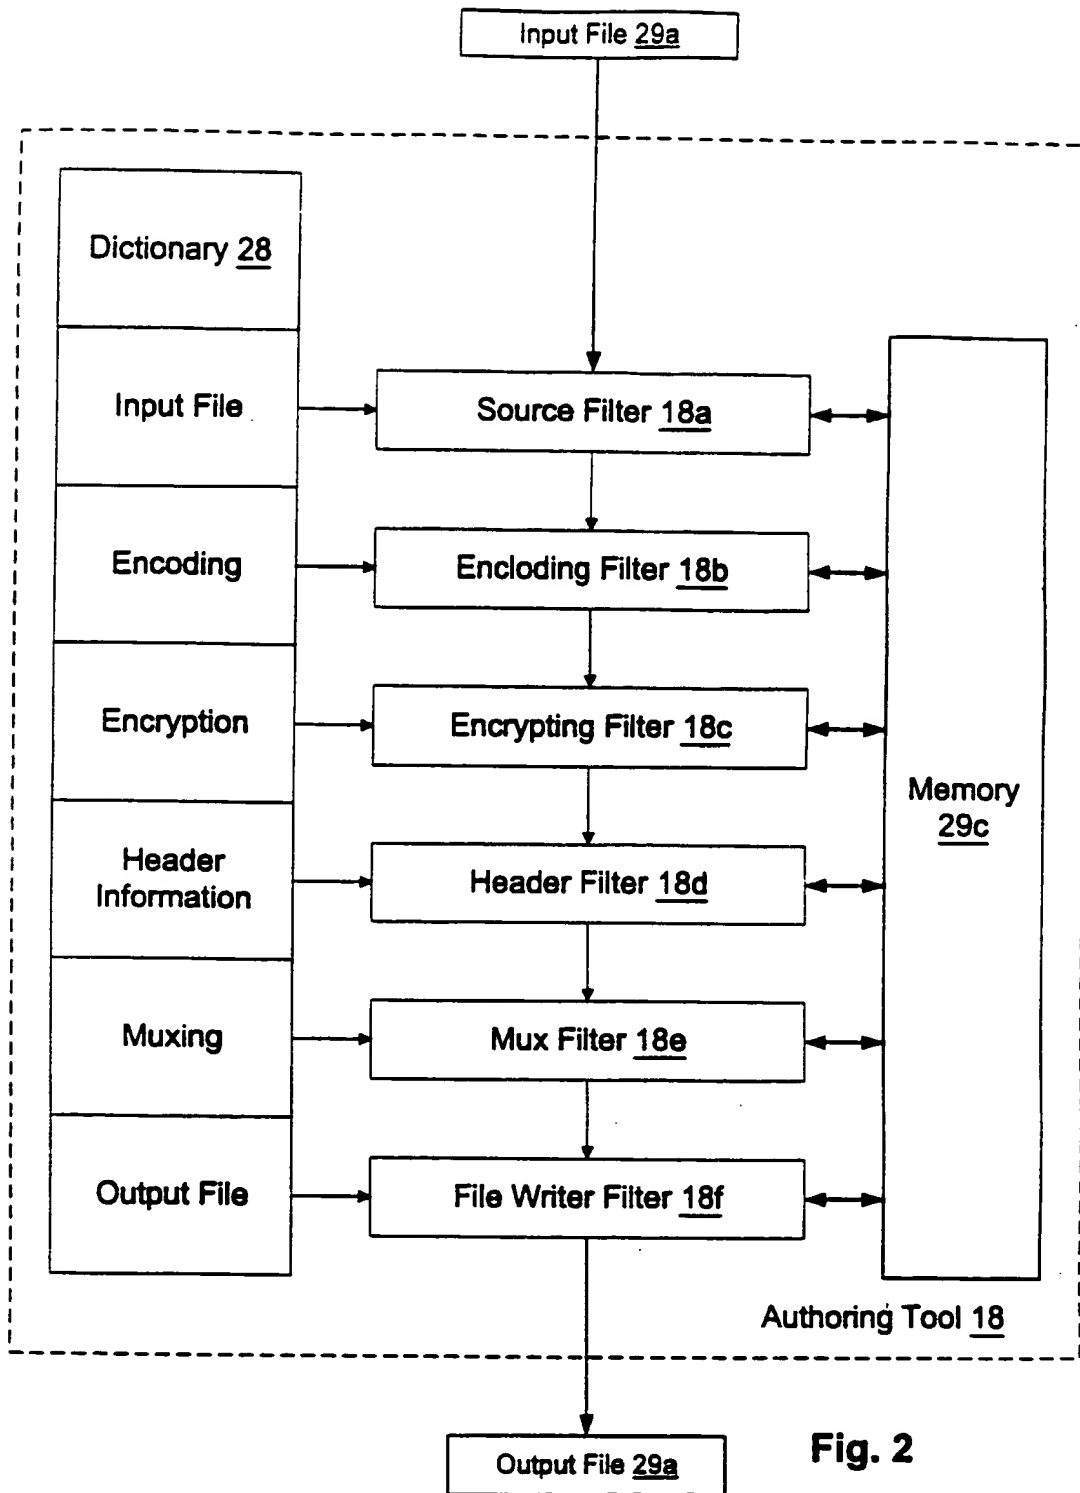 Input File 29a
Dictionary 28
Input File
Source Filter 18a
Encoding
Encloding Filter 18b
Encryption
Encrypting Filter 18c
Memory
29c
Header
Information
Header Filter 18d
Muxing
Mux Filter 18e
Output File
File Writer Filter 18f
Authoring Tool 18
Output File 29a
Fig. 2